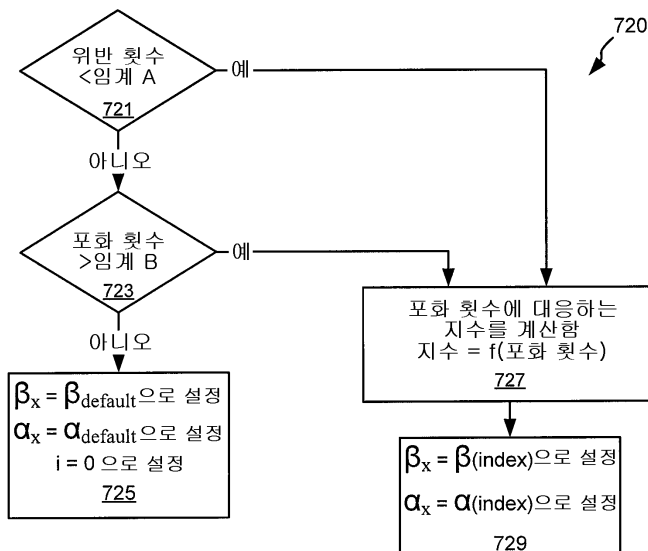 720
위반 횟수
<임계 A
721
예
아니오
포화 횟수
>임계 B
723
예
아니오
βx = βdefault으로 설정
αx = αdefault으로 설정
i = 0 으로 설정
725
포화 횟수에 대응하는
지수를 계산함
지수 = f(포화 횟수)
727
βx = β(index)으로 설정
αx = α(index)으로 설정
729